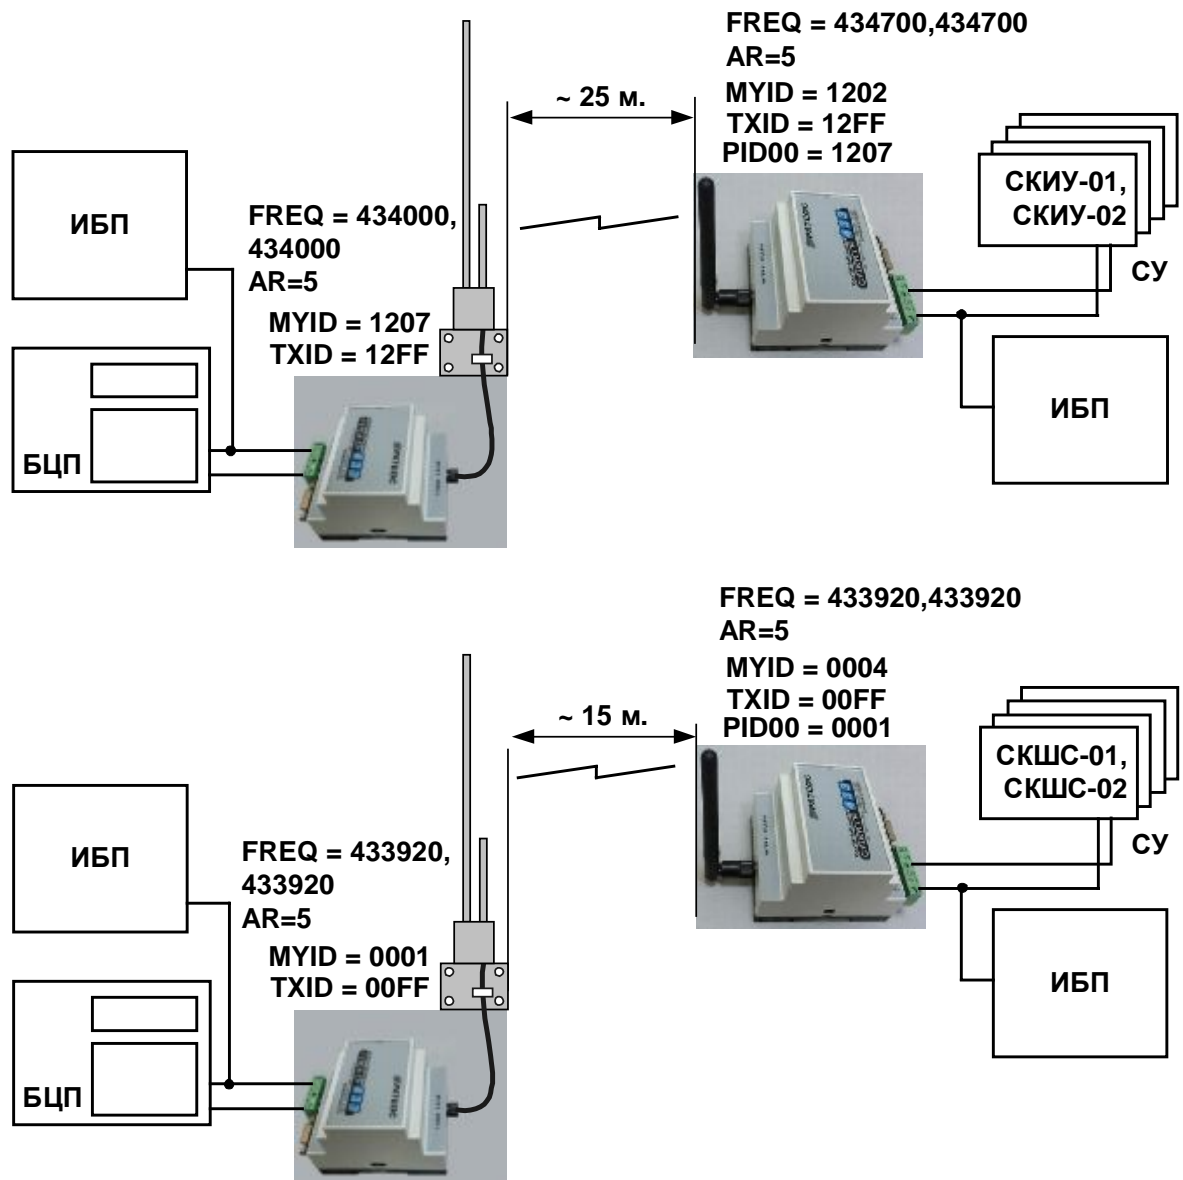 FREQ = 434700,434700
AR=5
MYID = 1202
TXID = 12FF
PID00 = 1207
~ 25 м.
СКИУ-01,
СКИУ-02
СУ
ИБП
ИБП
FREQ = 434000,
434000
AR=5
MYID = 1207
TXID = 12FF
БЦП
FREQ = 433920,433920
AR=5
MYID = 0004
TXID = 00FF
PID00 = 0001
~ 15 м.
СКШС-01,
СКШС-02
СУ
ИБП
ИБП
FREQ = 433920,
433920
AR=5
MYID = 0001
TXID = 00FF
БЦП